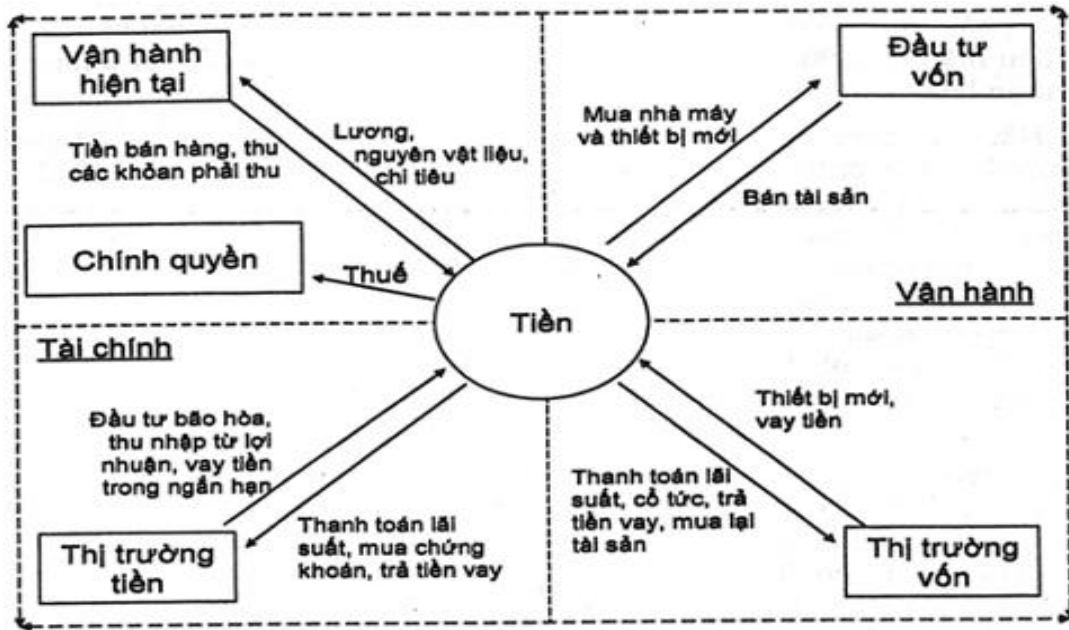 Vận hành
hiện tại
Đầu tư
vốn
Lương,
nguyên vật liệu,
chi tiêu
Tiền bán hàng, thu
các khỏan phải thu
Mua nhà máy
và thiết bị mới
Bán tài sản
Chính quyền
Thuế
Tiền
Vận hành
Tài chính
Đầu tư bão hòa,
thu nhập từ lợi
nhuận, vay tiền
trong ngắn hạn
Thiết bị mới,
vay tiền
Thanh toán lãi
suất, cổ tức, trả
tiền vay, mua lại
tài sản
Thanh toán lãi
suất, mua chứng
khoán, trả tiền vay
Thị trường
tiền
Thị trường
vốn